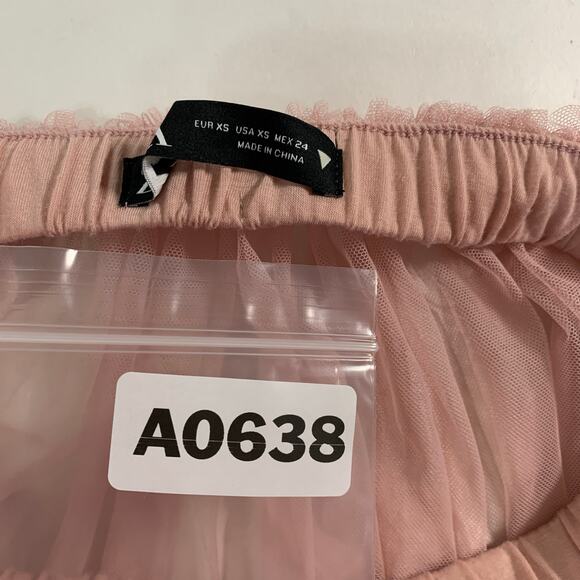 EUR XS USA XS MEX 24
MADE IN CHINA
A0638